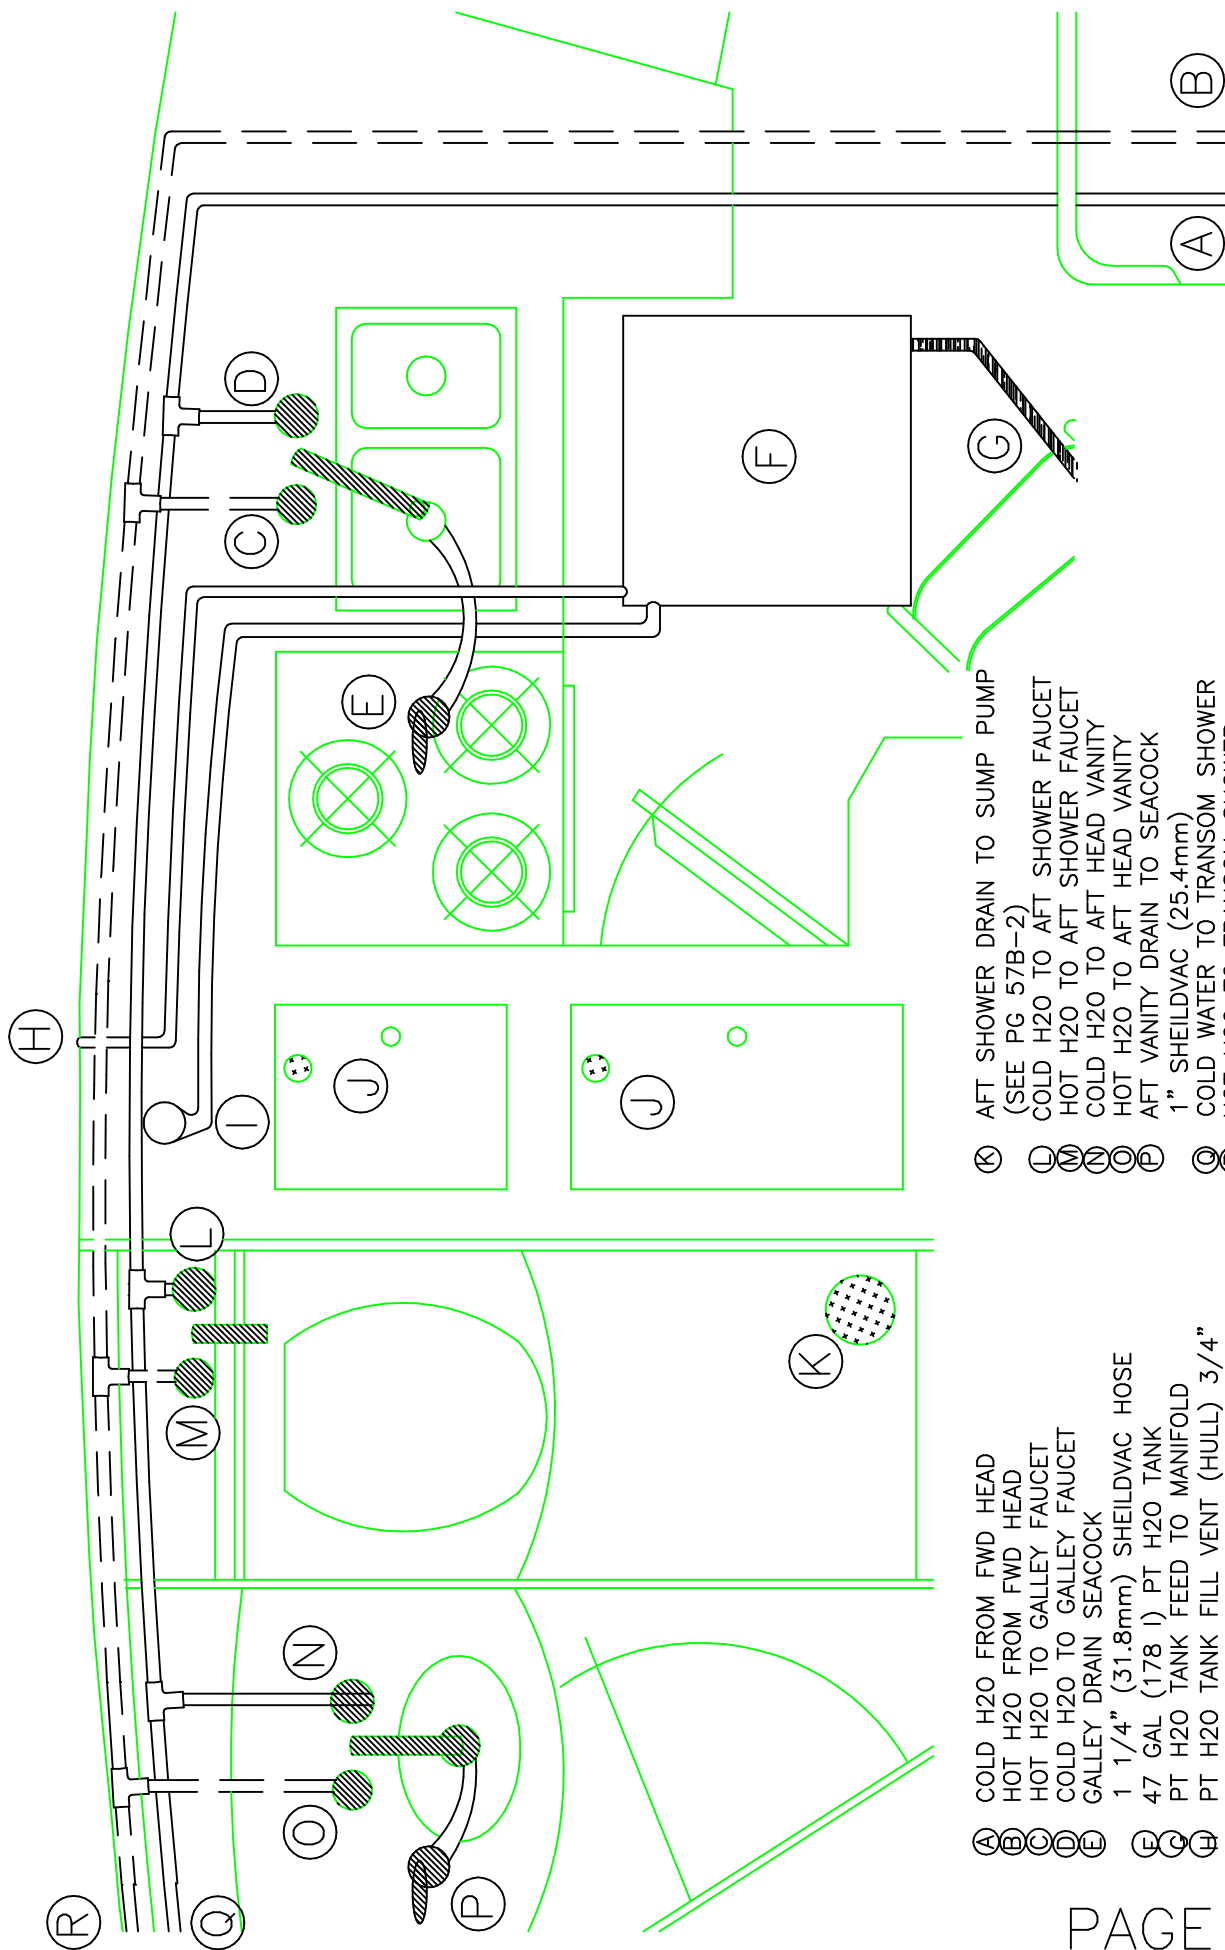 A COLD H2O FROM FWD HEAD
B HOT H2O FROM FWD HEAD
C HOT H2O TO GALLEY FAUCET
D COLD H2O TO GALLEY FAUCET
E GALLEY DRAIN SEACOCK
1 1/4" (31.8mm) SHEILDVAC HOSE
F 47 GAL (178 l) PT H2O TANK
G PT H2O TANK FEED TO MANIFOLD
H PT H2O TANK FILL VENT (HULL) 3/4"
K AFT SHOWER DRAIN TO SUMP PUMP
(SEE PG 57B-2)
L COLD H2O TO AFT SHOWER FAUCET
M HOT H2O TO AFT SHOWER FAUCET
N COLD H2O TO AFT HEAD VANITY
O HOT H2O TO AFT HEAD VANITY
P AFT VANITY DRAIN TO SEACOCK
1" SHEILDVAC (25.4mm)
Q COLD WATER TO TRANSOM SHOWER
R
Q
P
O
N
M
L
K
J
J
I
H
G
F
E
D
C
B
A
PAGE